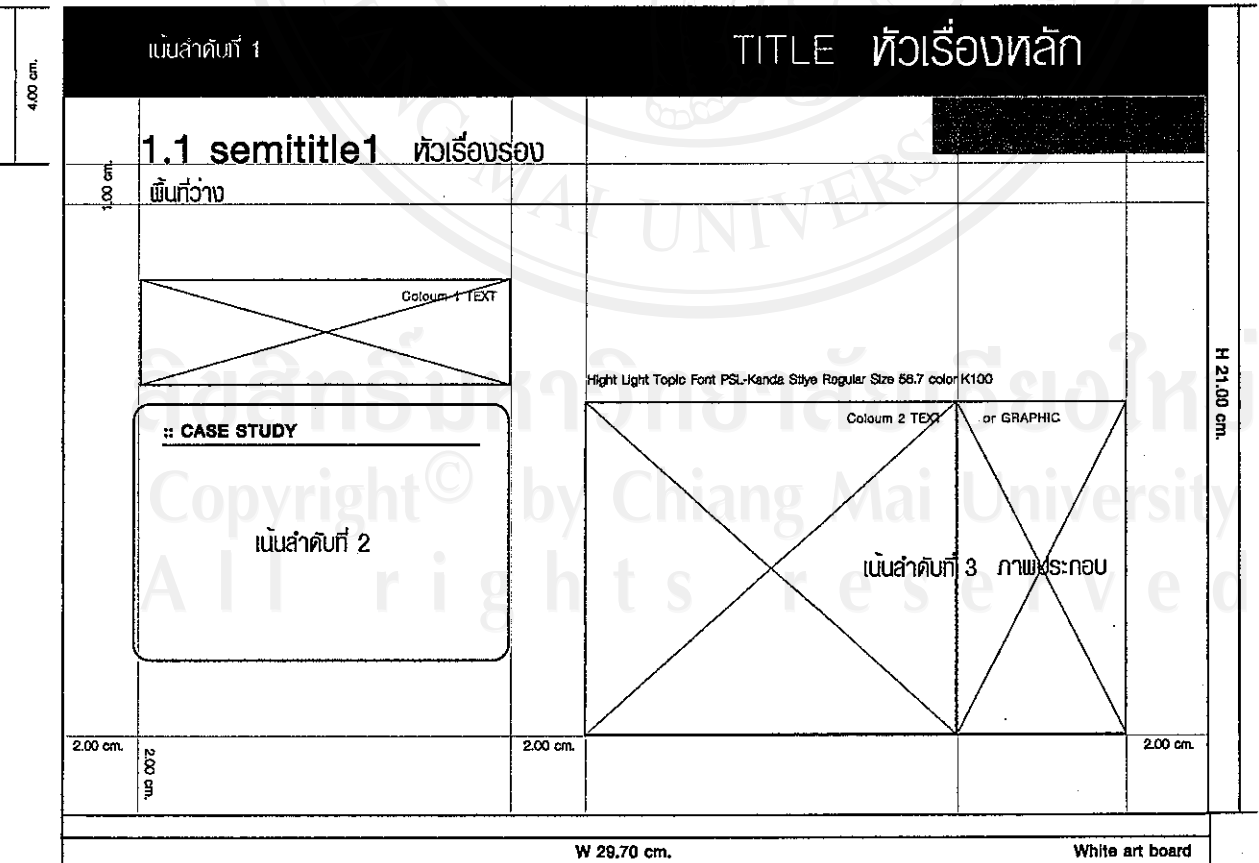 เน้นลำดับที่ 1
TITLE หัวเรื่องหลัก
4.00 cm.
1.1 semititle1 หัวเรื่องรอง
1.00 cm.
พื้นที่ว่าง
MAI UNIVERS
Coloum 1 TEXT
ลิขสิทธิ์มหาวิทยาลัยเชียงใหม่
H 21.00 cm.
Hight Light Topic Font PSL-Kanda Stlye Regular Size 56.7 color K100
Coloum 2 TEXT or GRAPHIC
:: CASE STUDY
Copyright© by Chiang Mai University
เน้นลำดับที่ 2
เน้นลำดับที่ 3 ภาพประกอบ
All rights reserved
2.00 cm.
2.00 cm.
2.00 cm.
2.00 cm.
W 29.70 cm.
White art board